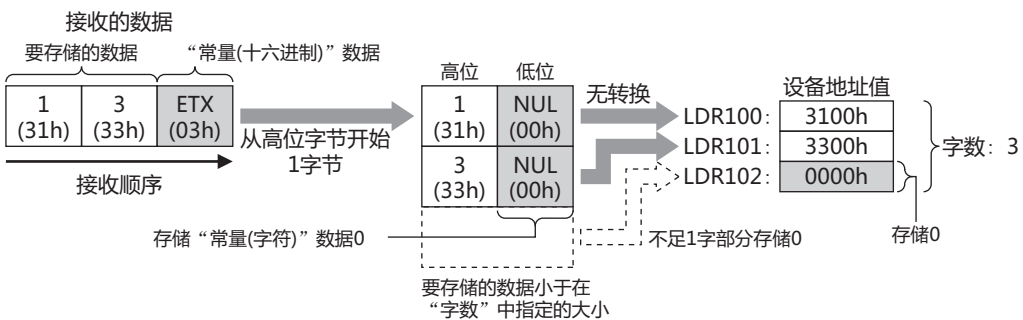 接收的数据
要存储的数据 “常量(十六进制)”数据
1 3 ETX
(31h) (33h) (03h)
接收顺序
从高位字节开始
1字节
高位 低位
1 NUL
(31h) (00h)
3 NUL
(33h) (00h)
存储“常量(字符)”数据0
要存储的数据小于在
“字数”中指定的大小
无转换
不足1字部分存储0
设备地址值
LDR100: 3100h
LDR101: 3300h
LDR102: 0000h
字数: 3
存储0